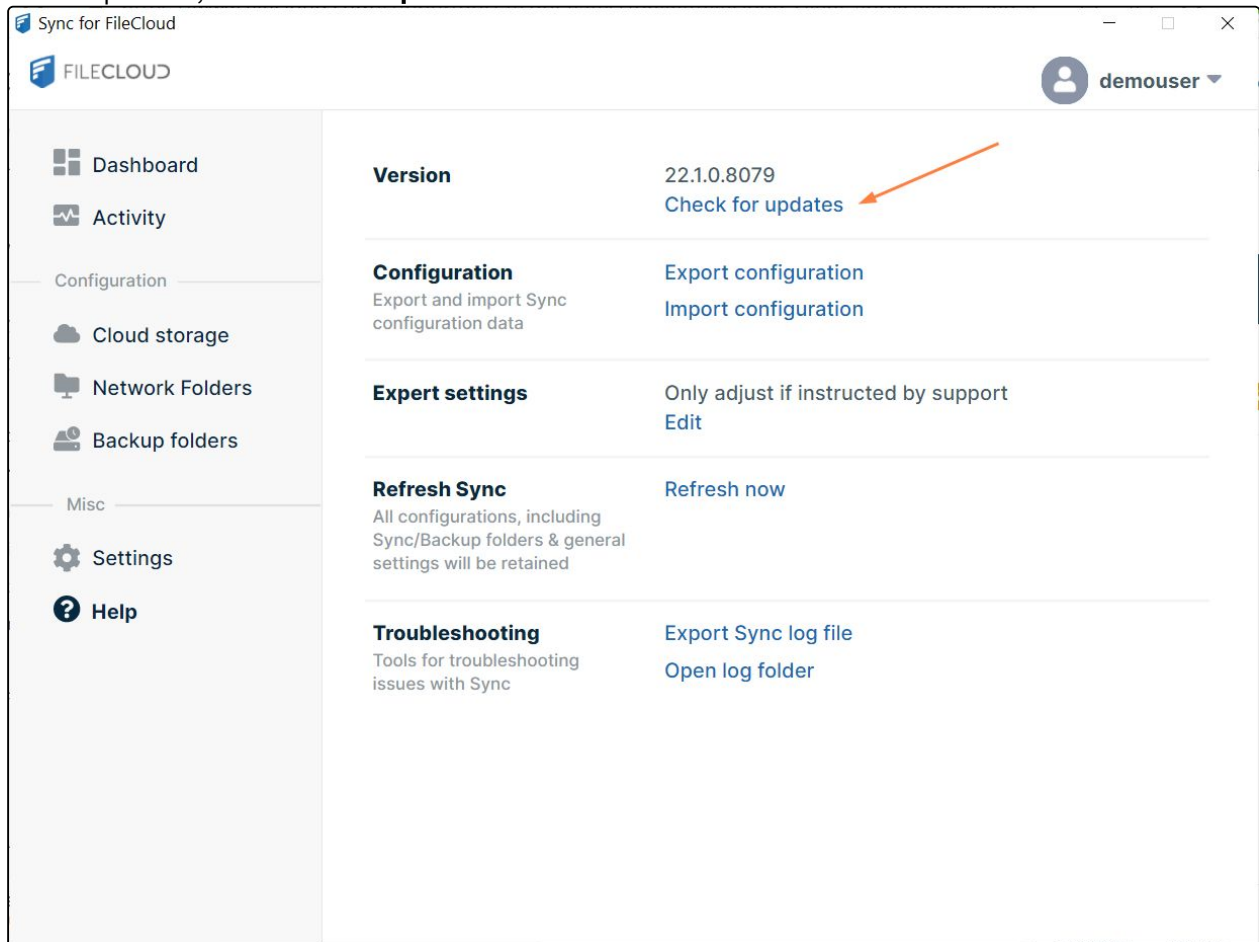 Sync for FileCloud
FILECLOUD
demouser
Dashboard
Activity
Configuration
Cloud storage
Network Folders
Backup folders
Misc
Settings
Help
Version
22.1.0.8079
Check for updates
Configuration
Export and import Sync
configuration data
Export configuration
Import configuration
Expert settings
Only adjust if instructed by support
Edit
Refresh Sync
All configurations, including
Sync/Backup folders & general
settings will be retained
Refresh now
Troubleshooting
Tools for troubleshooting
issues with Sync
Export Sync log file
Open log folder